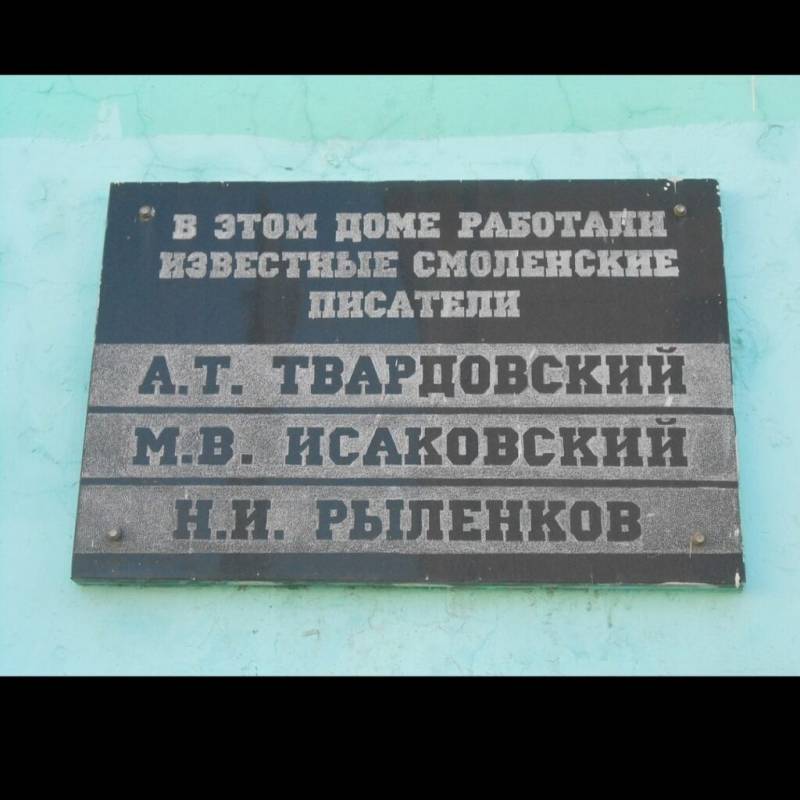 В ЭТОМ ДОМЕ РАБОТАЛИ
ИЗВЕСТНЫЕ СМОЛЕНСКИЕ
ПИСАТЕЛИ
А.Т. ТВАРДОВСКИЙ
М.В. ИСАКОВСКИЙ
Н.И. РЫЛЕНКОВ